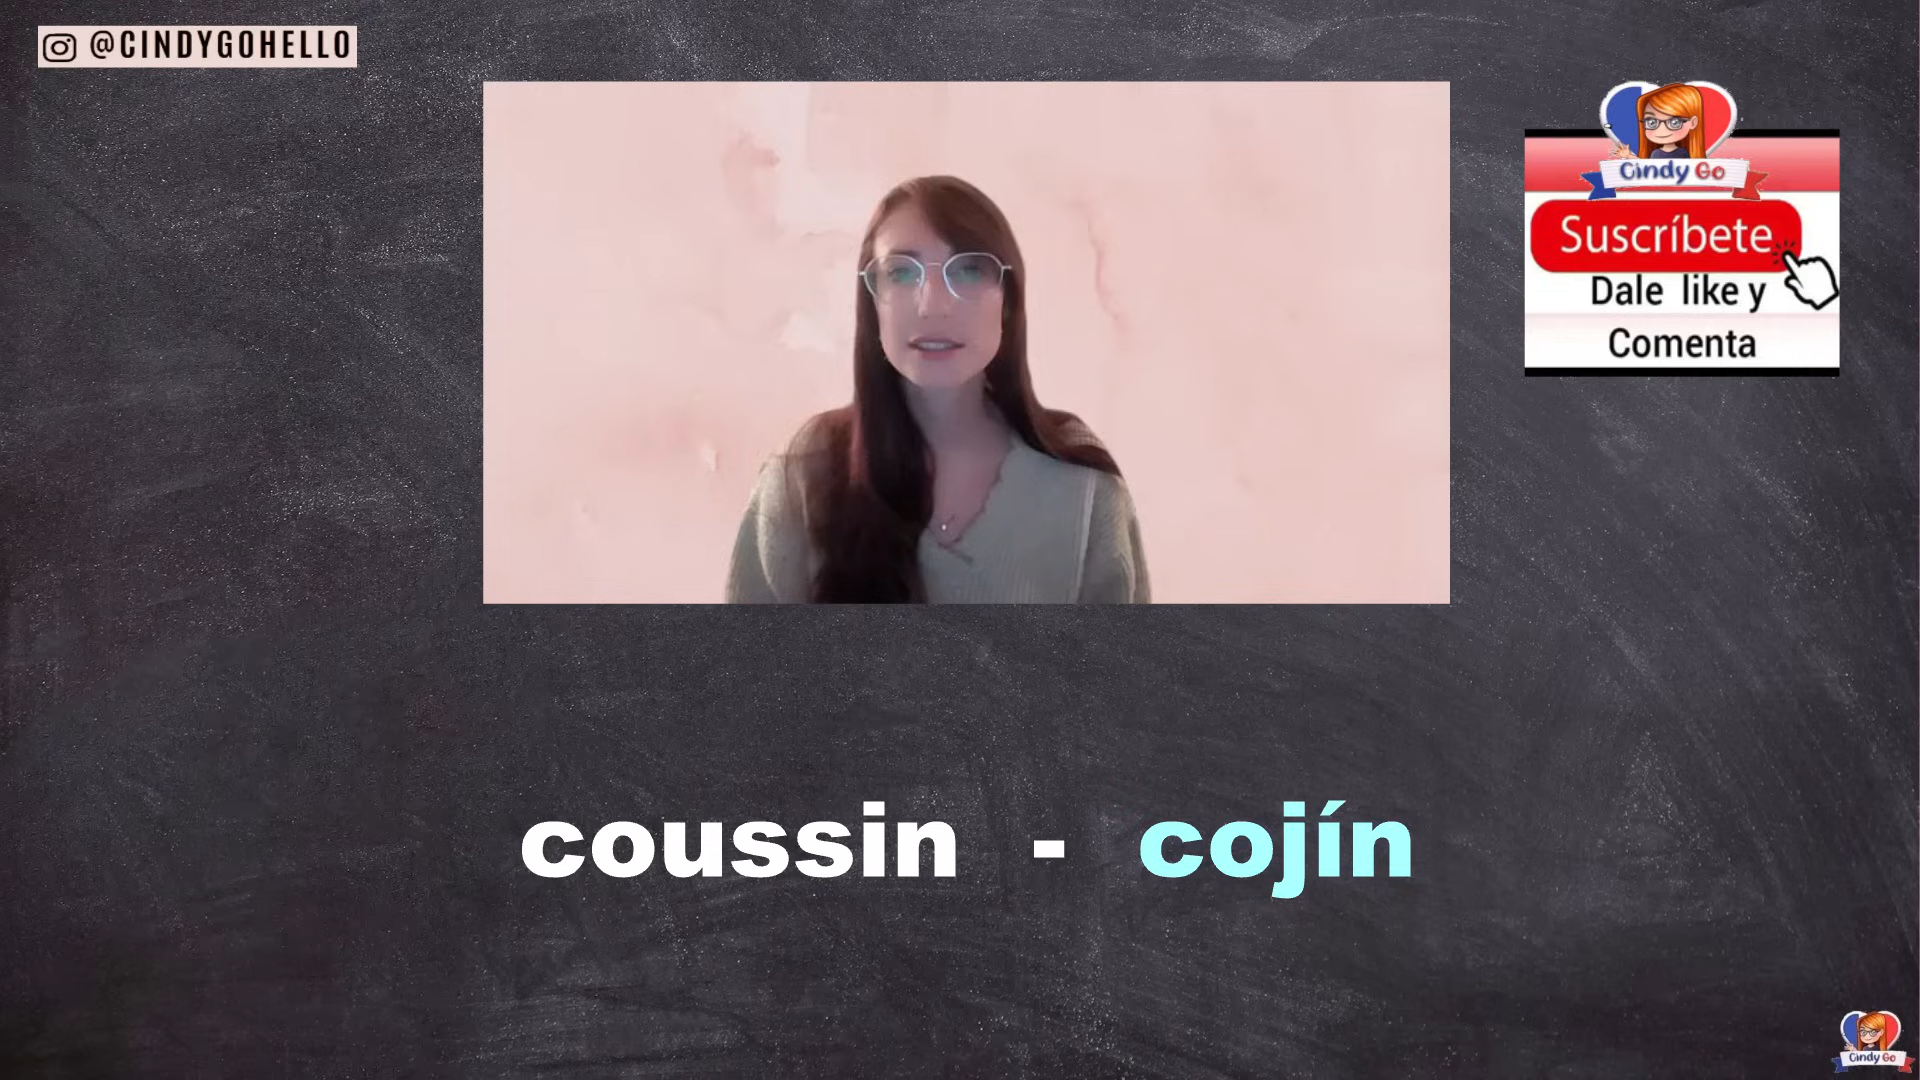 @CINDYGOHELLO
Cindy Go
Suscríbete
Dale like y
Comenta
coussin - cojín
Cindy Go